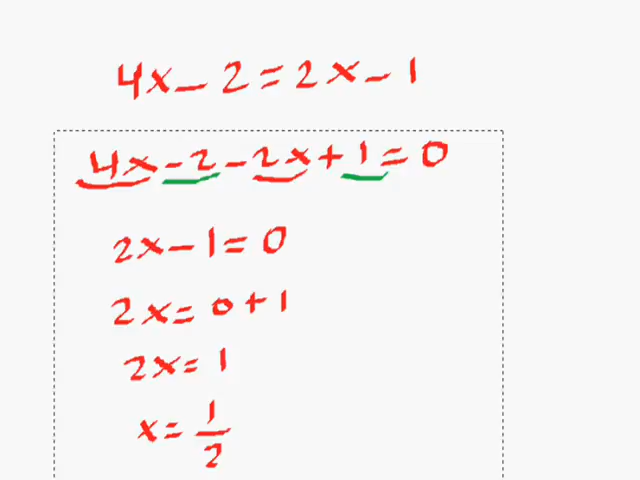 4x - 2 = 2x - 1
4x - 2 - 2x + 1 = 0
2x - 1 = 0
2x = 0 + 1
2x = 1
x = 1/2